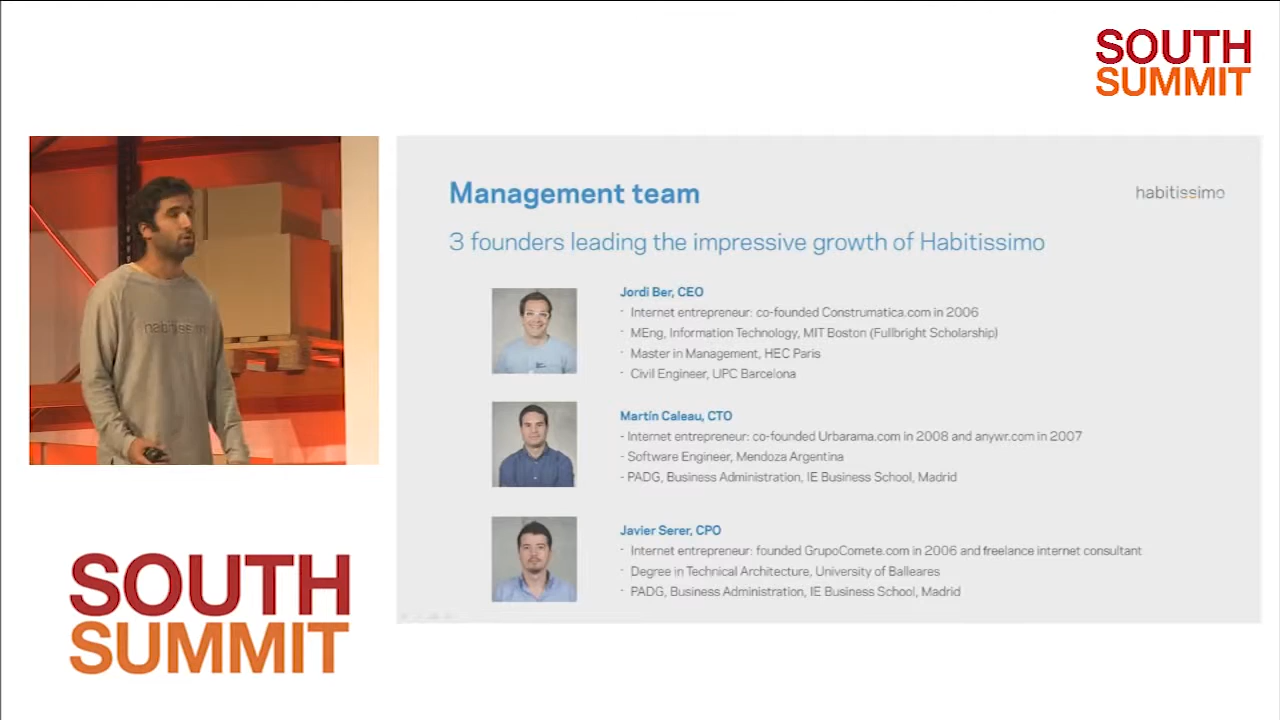 SOUTH
SUMMIT
Management team
habitissimo
3 founders leading the impressive growth of Habitissimo
Jordi Ber, CEO
· Internet entrepreneur: co-founded Construmatica.com in 2006
· MEng, Information Technology, MIT Boston (Fullbright Scholarship)
· Master in Management, HEC Paris
· Civil Engineer, UPC Barcelona
Martín Caleau, CTO
- Internet entrepreneur: co-founded Urbarama.com in 2008 and anywr.com in 2007
- Software Engineer, Mendoza Argentina
- PADG, Business Administration, IE Business School, Madrid
Javier Serer, CPO
· Internet entrepreneur: founded GrupoComete.com in 2006 and freelance internet consultant
· Degree in Technical Architecture, University of Balleares
· PADG, Business Administration, IE Business School, Madrid
habitissimo
SOUTH
SUMMIT